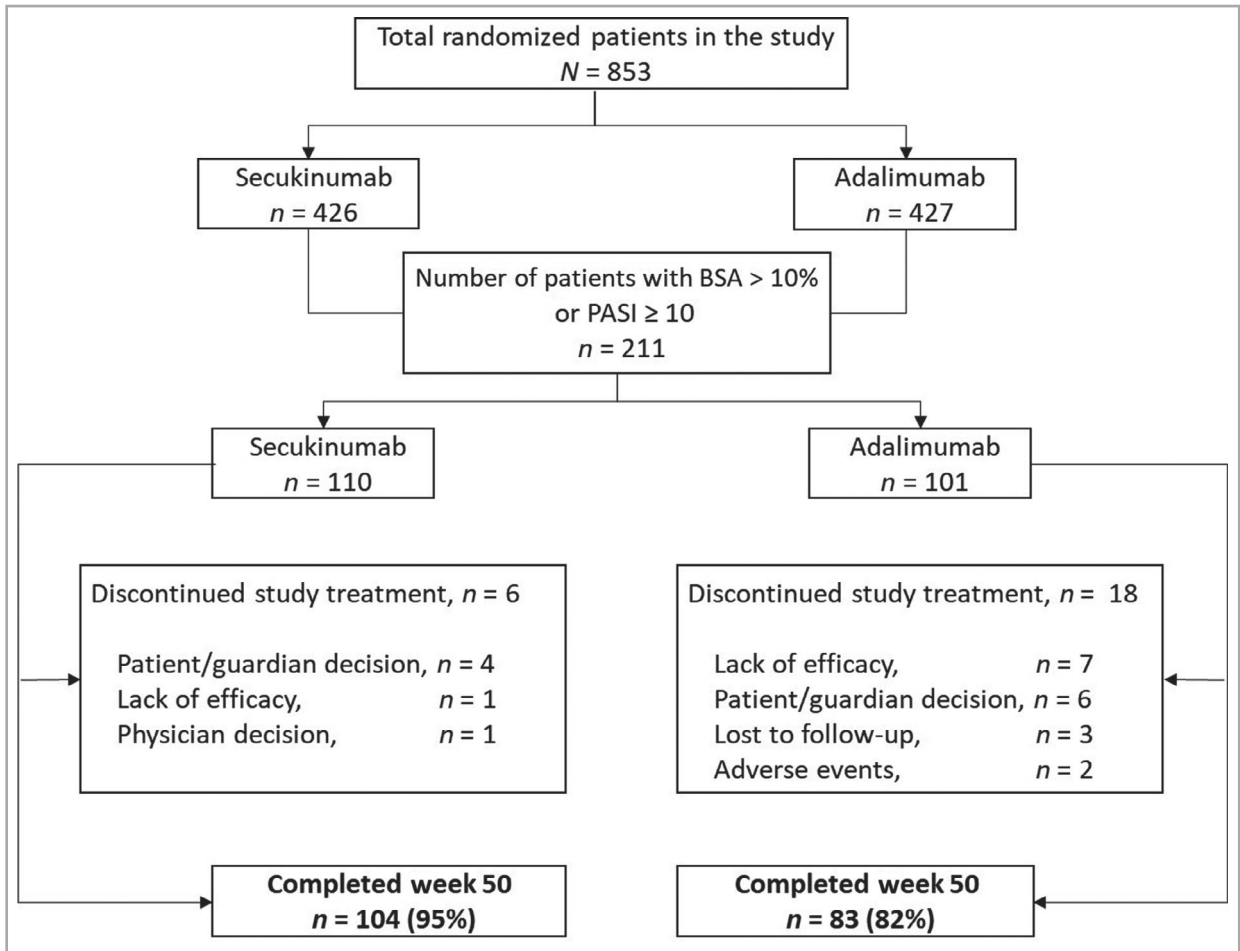 Total randomized patients in the study
N = 853
Secukinumab
n = 426
Adalimumab
n = 427
Number of patients with BSA > 10%
or PASI ≥ 10
n = 211
Secukinumab
n = 110
Adalimumab
n = 101
Discontinued study treatment, n = 6
Patient/guardian decision, n = 4
Lack of efficacy, n = 1
Physician decision, n = 1
Discontinued study treatment, n = 18
Lack of efficacy, n = 7
Patient/guardian decision, n = 6
Lost to follow-up, n = 3
Adverse events, n = 2
Completed week 50
n = 104 (95%)
Completed week 50
n = 83 (82%)